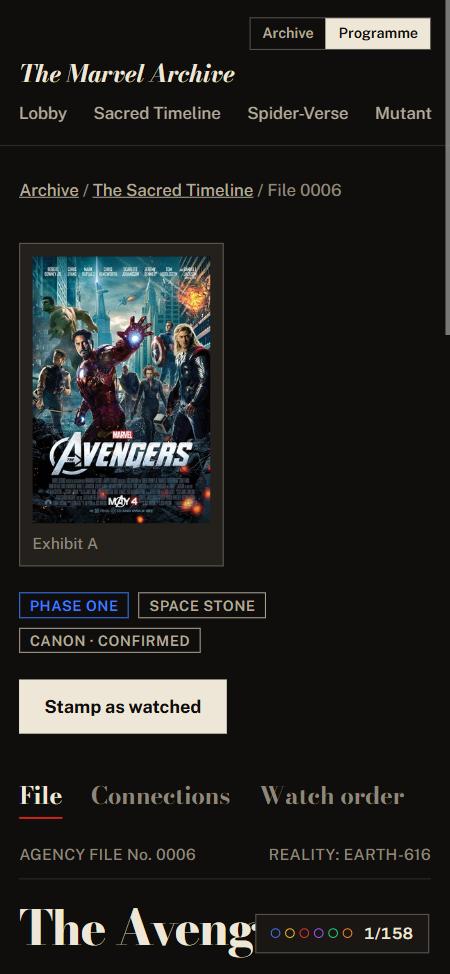 Archive Programme
The Marvel Archive
Lobby Sacred Timeline Spider-Verse Mutant
Archive / The Sacred Timeline / File 0006
MARVEL
AVENGERS
MAY 4
Exhibit A
PHASE ONE SPACE STONE
CANON · CONFIRMED
Stamp as watched
File Connections Watch order
AGENCY FILE No. 0006 REALITY: EARTH-616
The Aveng
1/158